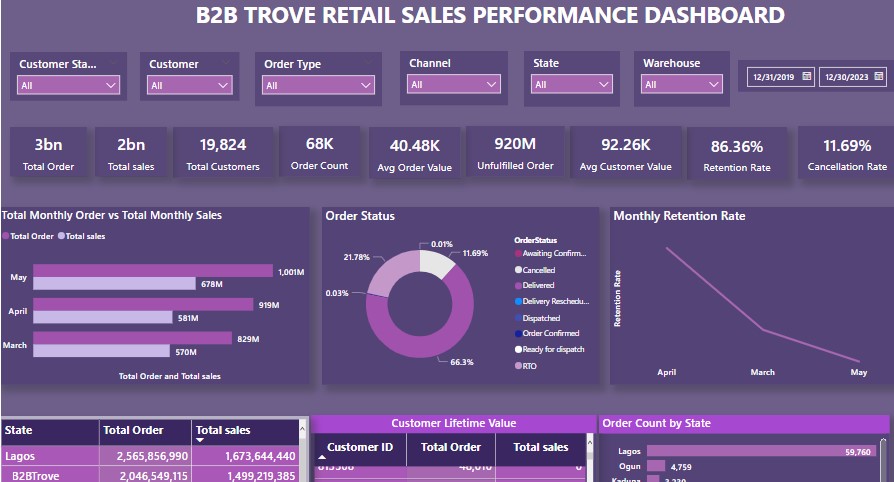 B2B TROVE RETAIL SALES PERFORMANCE DASHBOARD
Customer Sta...
All
Customer
All
Order Type
All
Channel
All
State
All
Warehouse
All
12/31/2019
12/30/2023
3bn
Total Order
2bn
Total sales
19,824
Total Customers
68K
Order Count
40.48K
Avg Order Value
920M
Unfulfilled Order
92.26K
Avg Customer Value
86.36%
Retention Rate
11.69%
Cancellation Rate
Total Monthly Order vs Total Monthly Sales
Total Order Total sales
May
1,001M
678M
April
919M
581M
March
829M
570M
Total Order and Total sales
Order Status
0.01%
11.69%
21.78%
0.03%
66.3%
OrderStatus
Awaiting Confirm...
Cancelled
Delivered
Delivery Reschedu...
Dispatched
Order Confirmed
Ready for dispatch
RTO
Monthly Retention Rate
Retention Rate
April
March
May
State Total Order Total sales
Lagos 2,565,856,990 1,673,644,440
B2BTrove 2,046,549,115 1,499,219,385
Customer Lifetime Value
Customer ID Total Order Total sales
Order Count by State
Lagos 59,760
Ogun 4,759
Kaduna